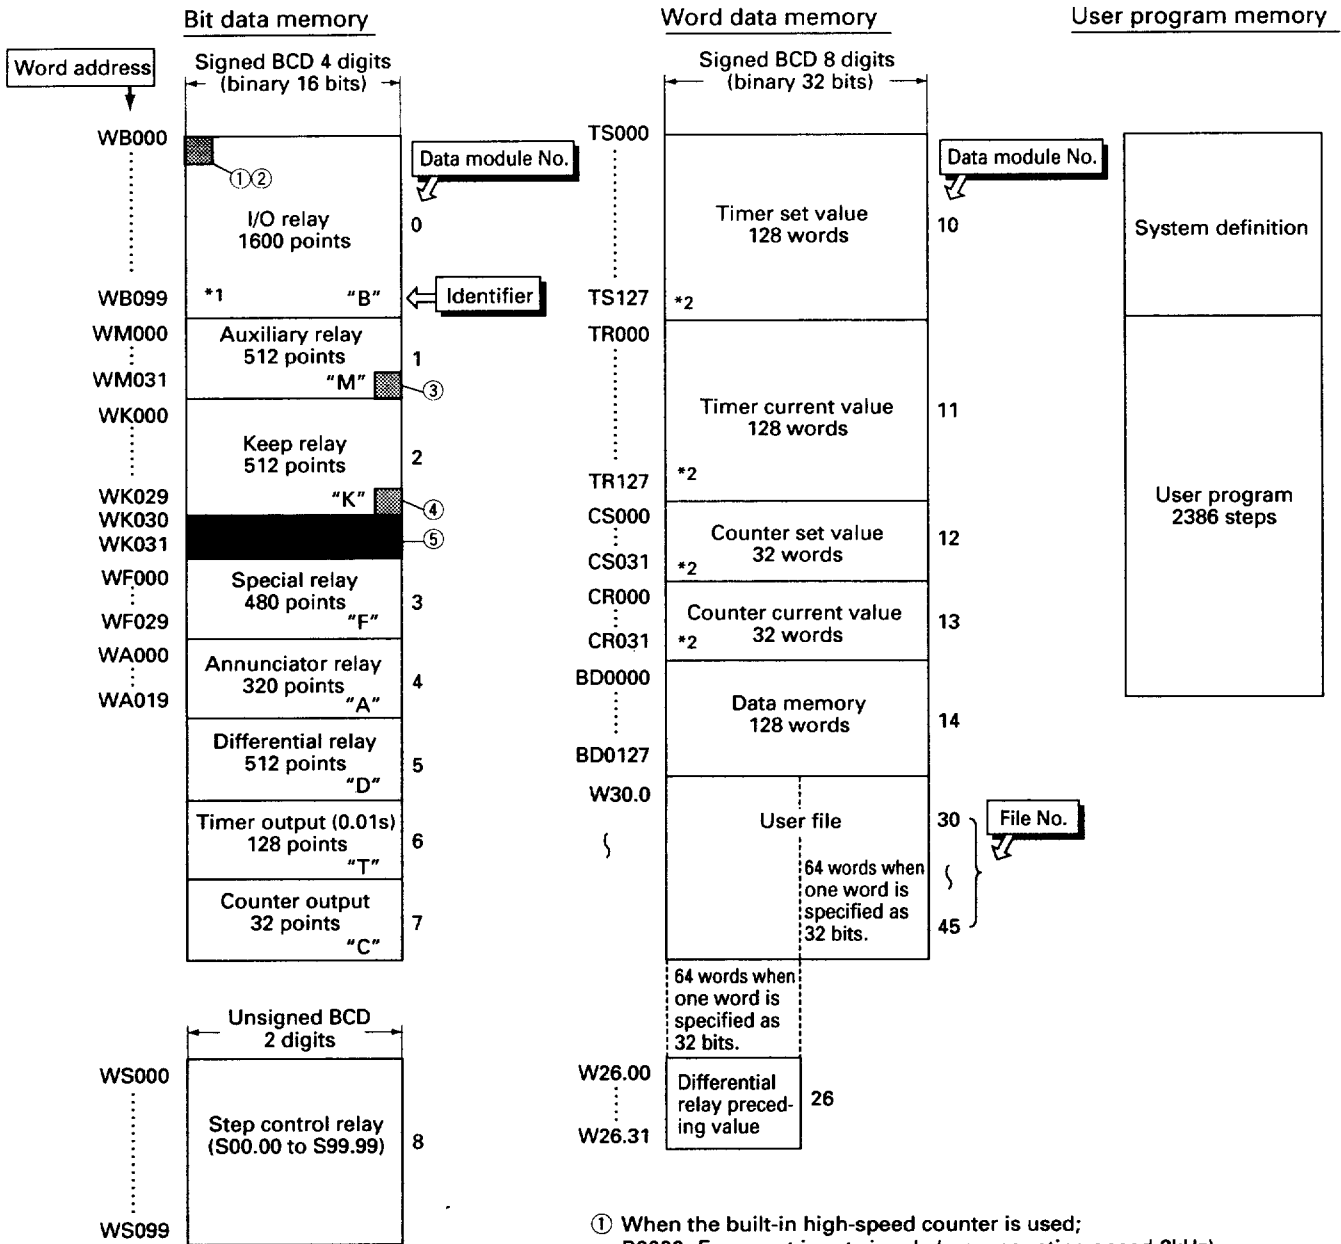 Bit data memory
Word data memory
User program memory
Word address
Signed BCD 4 digits
(binary 16 bits)
Signed BCD 8 digits
(binary 32 bits)
WB000
①②
I/O relay
1600 points
WB099
*1
"B"
Data module No.
0
Identifier
WM000
WM031
Auxiliary relay
512 points
"M"
1
③
WK000
WK029
Keep relay
512 points
"K"
2
④
WK030
WK031
⑤
WF000
WF029
Special relay
480 points
"F"
3
WA000
WA019
Annunciator relay
320 points
"A"
4
Differential relay
512 points
"D"
5
Timer output (0.01s)
128 points
"T"
6
Counter output
32 points
"C"
7
Unsigned BCD
2 digits
WS000
WS099
Step control relay
(S00.00 to S99.99)
8
TS000
TS127
Timer set value
128 words
*2
Data module No.
10
TR000
TR127
Timer current value
128 words
*2
11
CS000
CS031
Counter set value
32 words
*2
12
CR000
CR031
Counter current value
32 words
*2
13
BD0000
BD0127
Data memory
128 words
14
W30.0
User file
64 words when
one word is
specified as
32 bits.
30
45
File No.
64 words when
one word is
specified as
32 bits.
W26.00
W26.31
Differential
relay preced-
ing value
26
System definition
User program
2386 steps
① When the built-in high-speed counter is used;